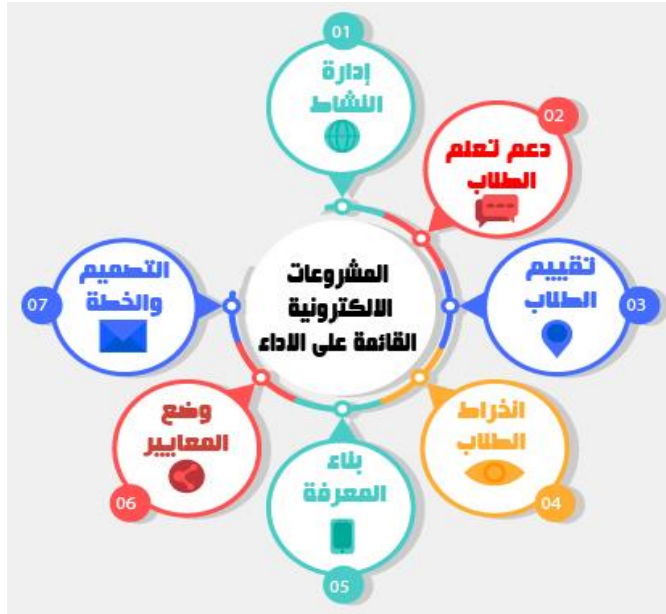 01
إدارة
النشاط
02
دعم تعلم
الطلاب
03
تقييم
الطلاب
04
انخراط
الطلاب
05
بناء
المعرفة
06
وضع
المعايير
07
التصميم
والخطة
المشروعات
الالكترونية
القائمة على الاداء